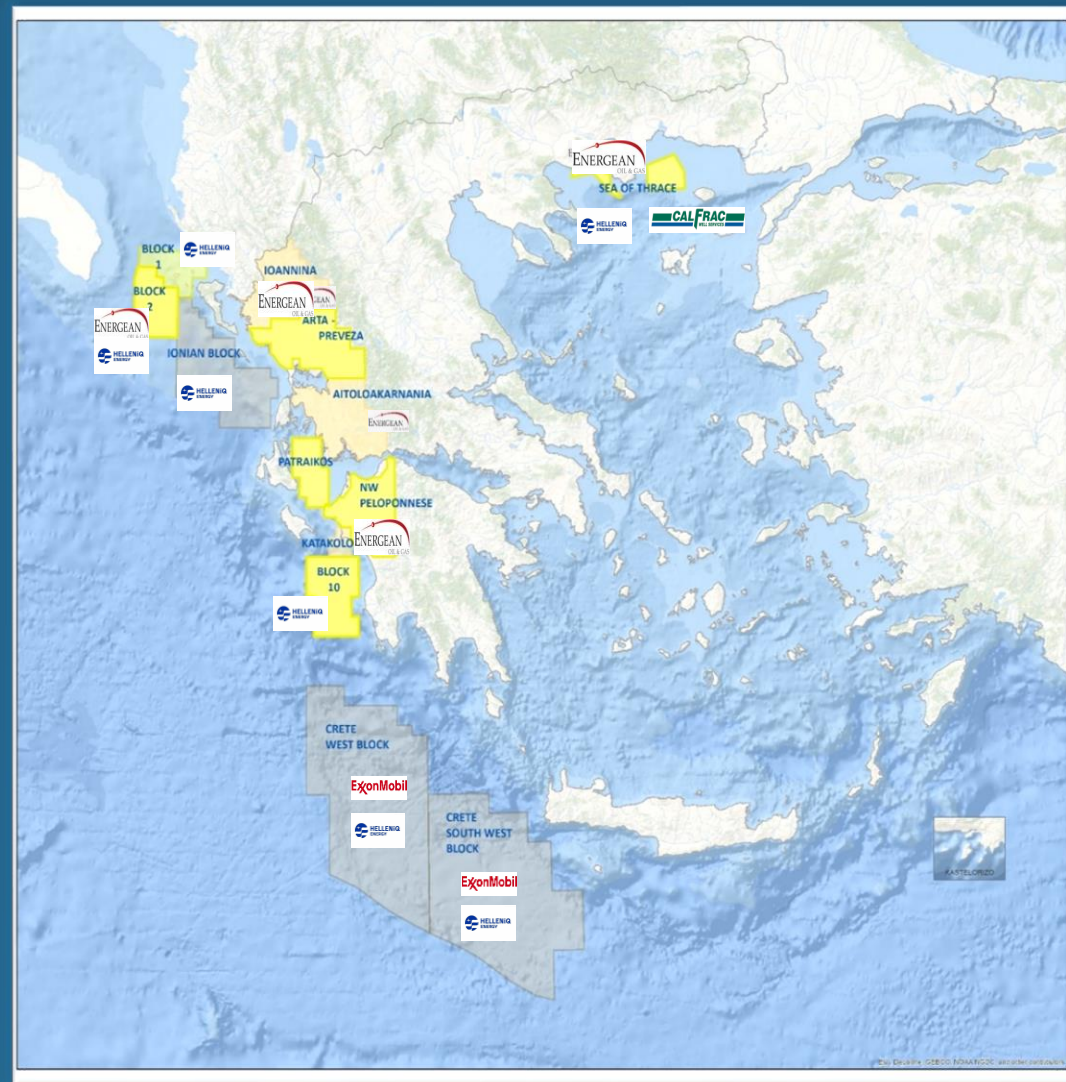 ENERGEAN
OIL & GAS
SEA OF THRACE
HELLENiQ
ENERGY
CALFRAC
WELL SERVICES
BLOCK
1
HELLENiQ
ENERGY
IOANNINA
BLOCK
2
ENERGEAN
OIL & GAS
ARTA -
PREVEZA
ENERGEAN
OIL & GAS
HELLENiQ
ENERGY
IONIAN BLOCK
HELLENiQ
ENERGY
AITOLOAKARNANIA
ENERGEAN
PATRAIKOS
NW
PELOPONNESE
KATAKOLO
ENERGEAN
OIL & GAS
BLOCK
10
HELLENiQ
ENERGY
CRETE
WEST BLOCK
ExxonMobil
HELLENiQ
ENERGY
CRETE
SOUTH WEST
BLOCK
ExxonMobil
HELLENiQ
ENERGY
KASTELORIZO